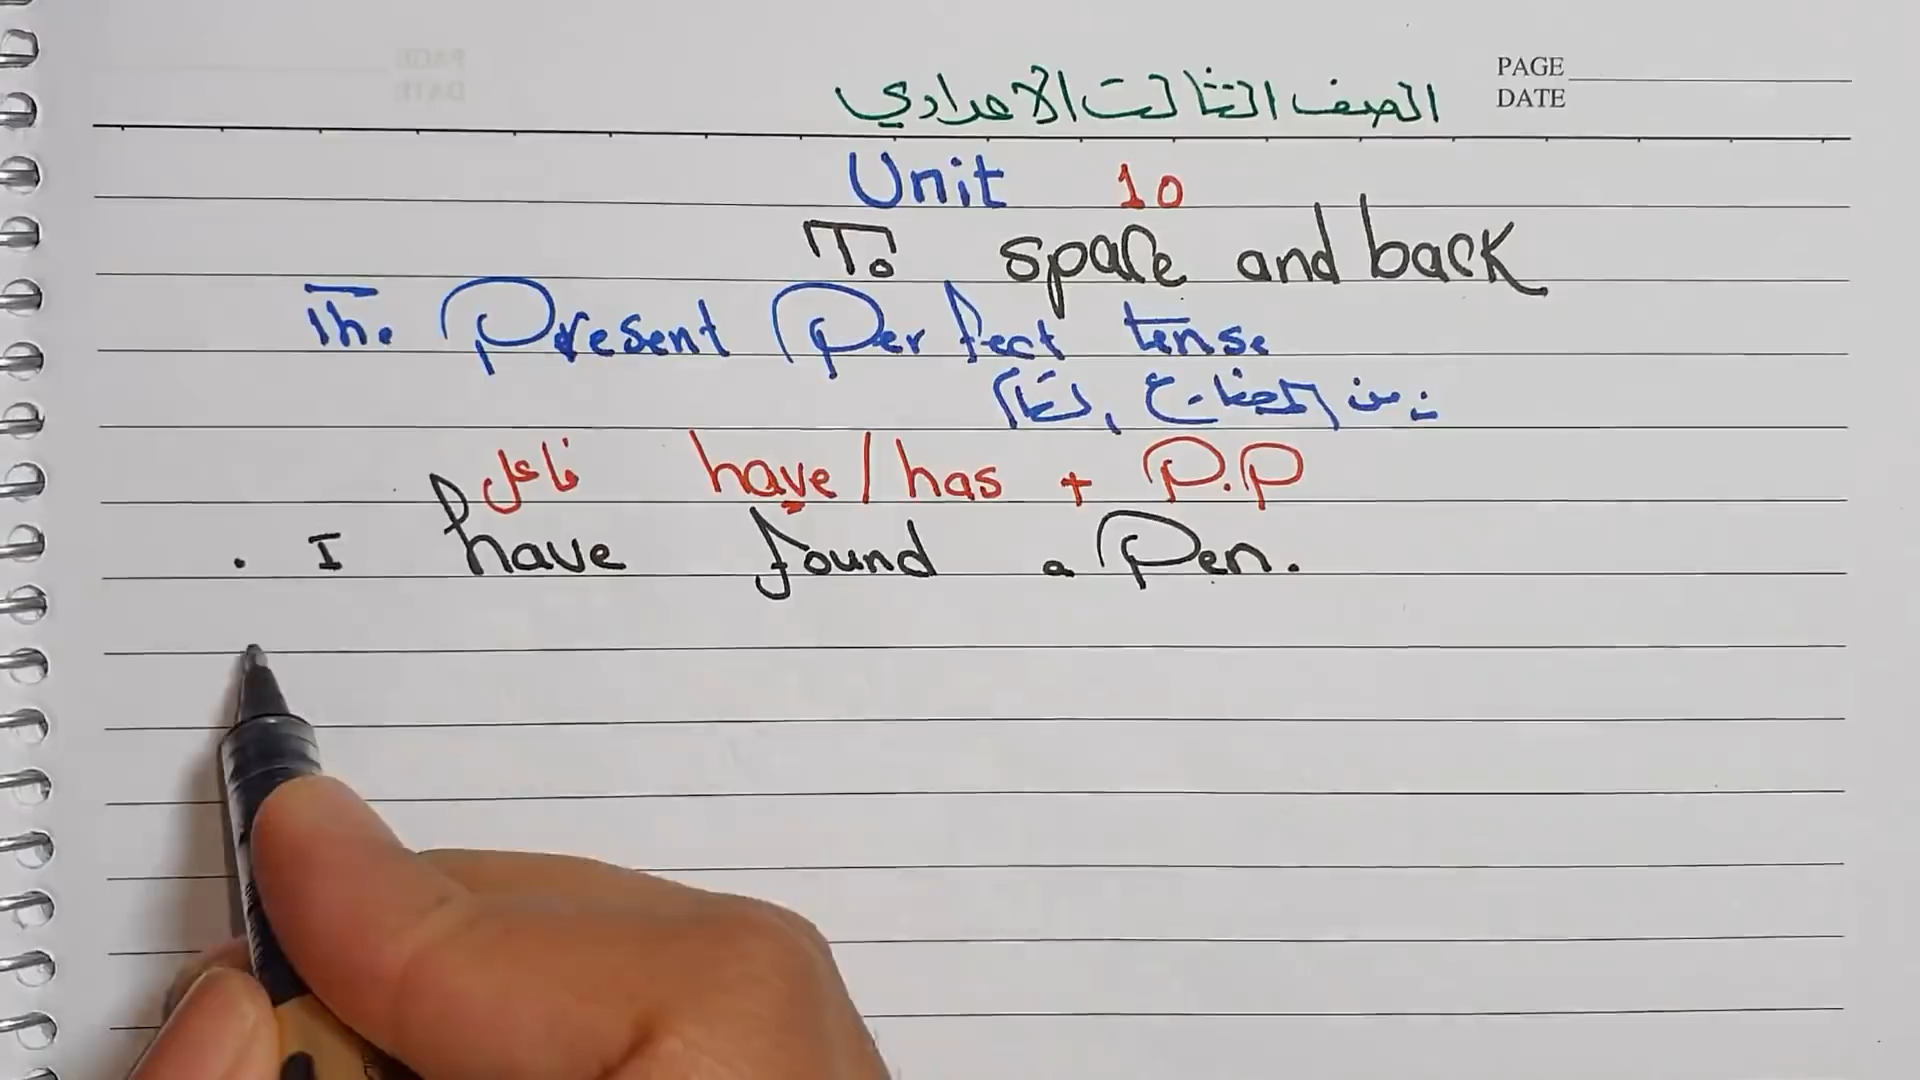 PAGE
DATE
الصف الثالث الاعدادي
Unit 10
To space and back
The Present Perfect tense
زمن المضارع التام
فاعل have / has + P.P
. I have found a Pen.